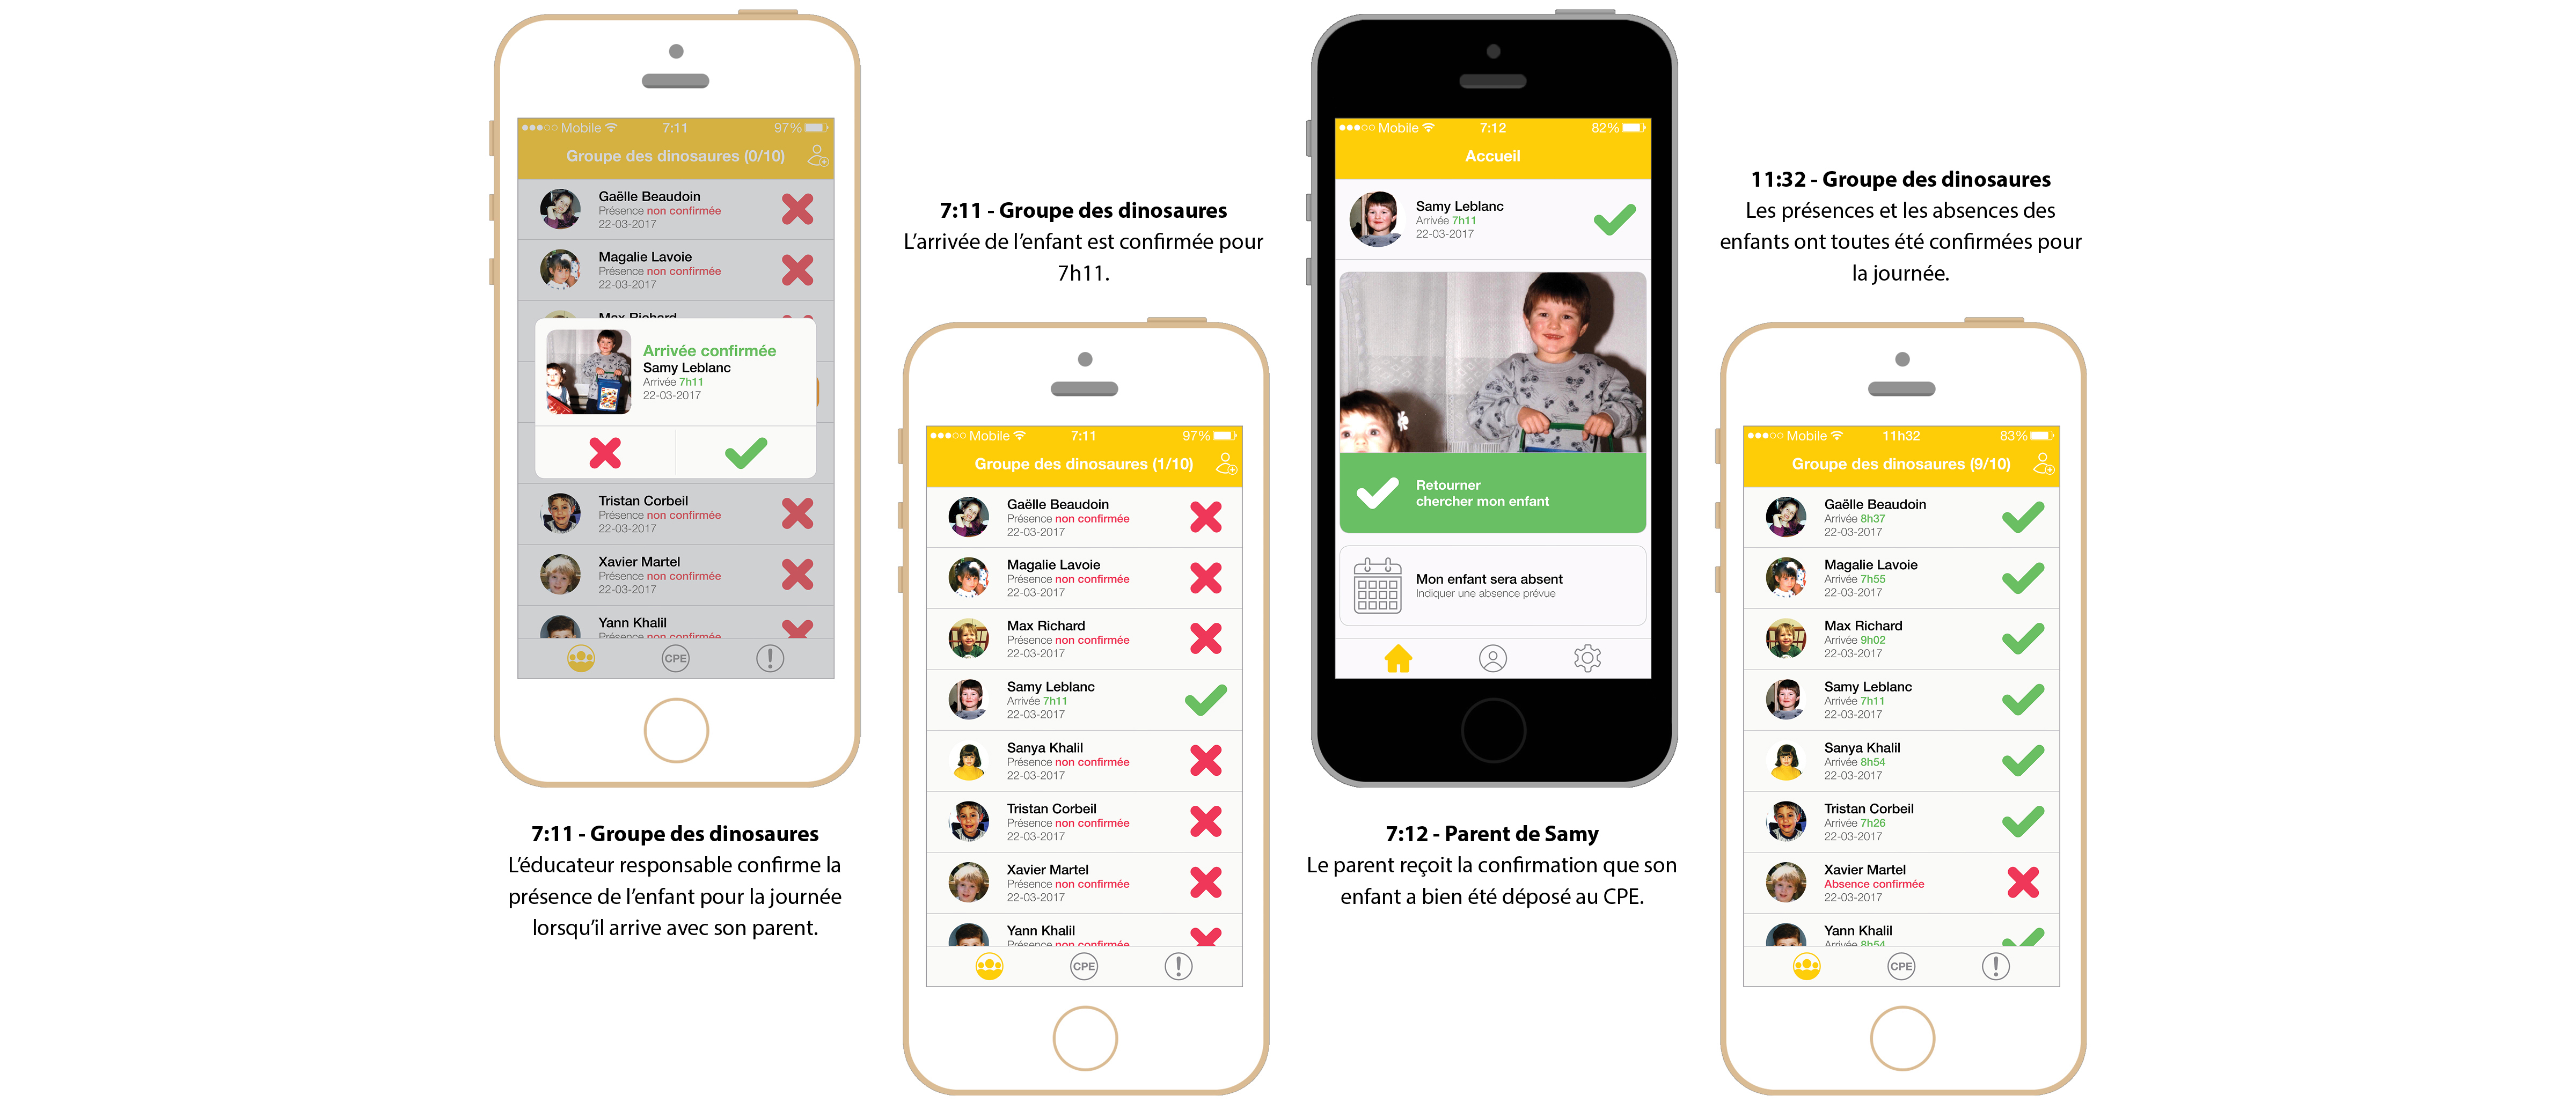 Mobile 7:11 97%
Groupe des dinosaures (0/10)
Gaëlle Beaudoin
Présence non confirmée
22-03-2017
Magalie Lavoie
Présence non confirmée
22-03-2017
Max Richard
Arrivée confirmée
Samy Leblanc
Arrivée 7h11
22-03-2017
Tristan Corbeil
Présence non confirmée
22-03-2017
Xavier Martel
Présence non confirmée
22-03-2017
Yann Khalil
Présence non confirmée
CPE
7:11 - Groupe des dinosaures
L'éducateur responsable confirme la
présence de l'enfant pour la journée
lorsqu'il arrive avec son parent.
7:11 - Groupe des dinosaures
L'arrivée de l'enfant est confirmée pour
7h11.
Mobile 7:11 97%
Groupe des dinosaures (1/10)
Gaëlle Beaudoin
Présence non confirmée
22-03-2017
Magalie Lavoie
Présence non confirmée
22-03-2017
Max Richard
Présence non confirmée
22-03-2017
Samy Leblanc
Arrivée 7h11
22-03-2017
Sanya Khalil
Présence non confirmée
22-03-2017
Tristan Corbeil
Présence non confirmée
22-03-2017
Xavier Martel
Présence non confirmée
22-03-2017
Yann Khalil
Présence non confirmée
CPE
Mobile 7:12 82%
Accueil
Samy Leblanc
Arrivée 7h11
22-03-2017
Retourner
chercher mon enfant
Mon enfant sera absent
Indiquer une absence prévue
7:12 - Parent de Samy
Le parent reçoit la confirmation que son
enfant a bien été déposé au CPE.
11:32 - Groupe des dinosaures
Les présences et les absences des
enfants ont toutes été confirmées pour
la journée.
Mobile 11h32 83%
Groupe des dinosaures (9/10)
Gaëlle Beaudoin
Arrivée 8h37
22-03-2017
Magalie Lavoie
Arrivée 7h55
22-03-2017
Max Richard
Arrivée 9h02
22-03-2017
Samy Leblanc
Arrivée 7h11
22-03-2017
Sanya Khalil
Arrivée 8h54
22-03-2017
Tristan Corbeil
Arrivée 7h26
22-03-2017
Xavier Martel
Absence confirmée
22-03-2017
Yann Khalil
Arrivée 8h54
CPE